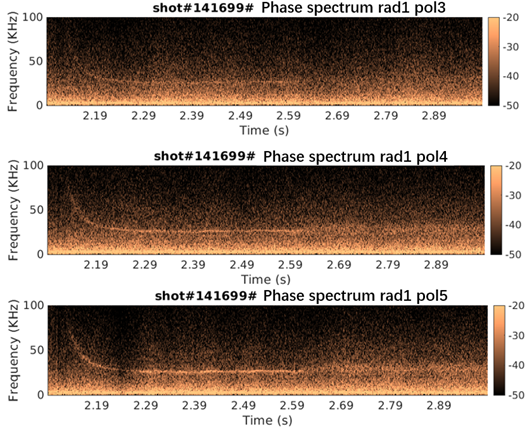 shot#141699# Phase spectrum rad1 pol3
Frequency (KHz)
100
50
0
2.19 2.29 2.39 2.49 2.59 2.69 2.79 2.89
Time (s)
-20
-30
-40
-50
shot#141699# Phase spectrum rad1 pol4
Frequency (KHz)
100
50
0
2.19 2.29 2.39 2.49 2.59 2.69 2.79 2.89
Time (s)
-20
-30
-40
-50
shot#141699# Phase spectrum rad1 pol5
Frequency (KHz)
100
50
0
2.19 2.29 2.39 2.49 2.59 2.69 2.79 2.89
Time (s)
-20
-30
-40
-50